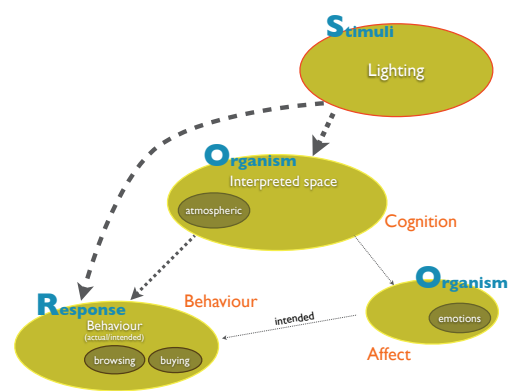 Stimuli
Lighting
Organism
Interpreted space
atmospheric
Cognition
Organism
emotions
Affect
intended
Behaviour
Response
Behaviour
(actual/intended)
browsing
buying